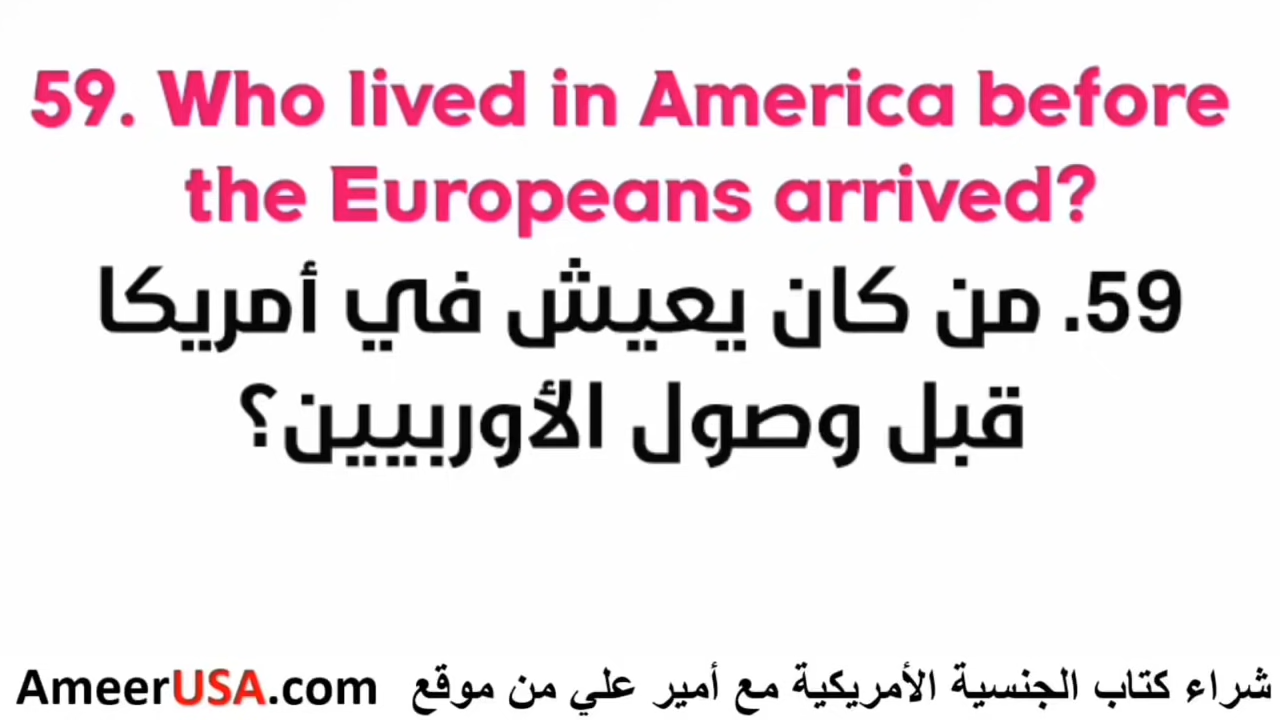 59. Who lived in America before
the Europeans arrived?
59. من كان يعيش في أمريكا
قبل وصول الأوربيين؟
شراء كتاب الجنسية الأمريكية مع أمير علي من موقع AmeerUSA.com